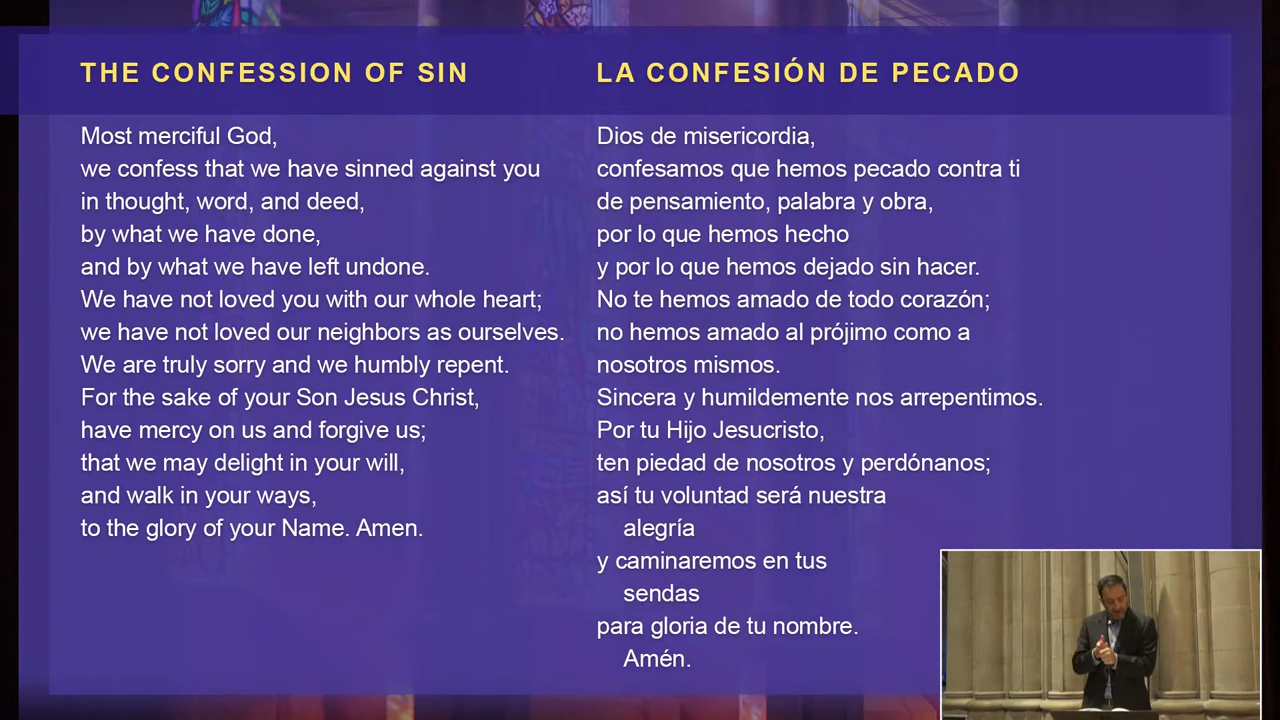 THE CONFESSION OF SIN
Most merciful God,
we confess that we have sinned against you
in thought, word, and deed,
by what we have done,
and by what we have left undone.
We have not loved you with our whole heart;
we have not loved our neighbors as ourselves.
We are truly sorry and we humbly repent.
For the sake of your Son Jesus Christ,
have mercy on us and forgive us;
that we may delight in your will,
and walk in your ways,
to the glory of your Name. Amen.
LA CONFESIÓN DE PECADO
Dios de misericordia,
confesamos que hemos pecado contra ti
de pensamiento, palabra y obra,
por lo que hemos hecho
y por lo que hemos dejado sin hacer.
No te hemos amado de todo corazón;
no hemos amado al prójimo como a
nosotros mismos.
Sincera y humildemente nos arrepentimos.
Por tu Hijo Jesucristo,
ten piedad de nosotros y perdónanos;
así tu voluntad será nuestra
alegría
y caminaremos en tus
sendas
para gloria de tu nombre.
Amén.